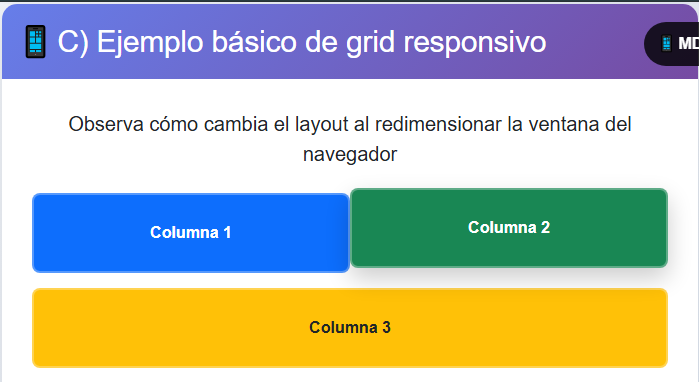 C) Ejemplo básico de grid responsivo
MD
Observa cómo cambia el layout al redimensionar la ventana del
navegador
Columna 1
Columna 2
Columna 3